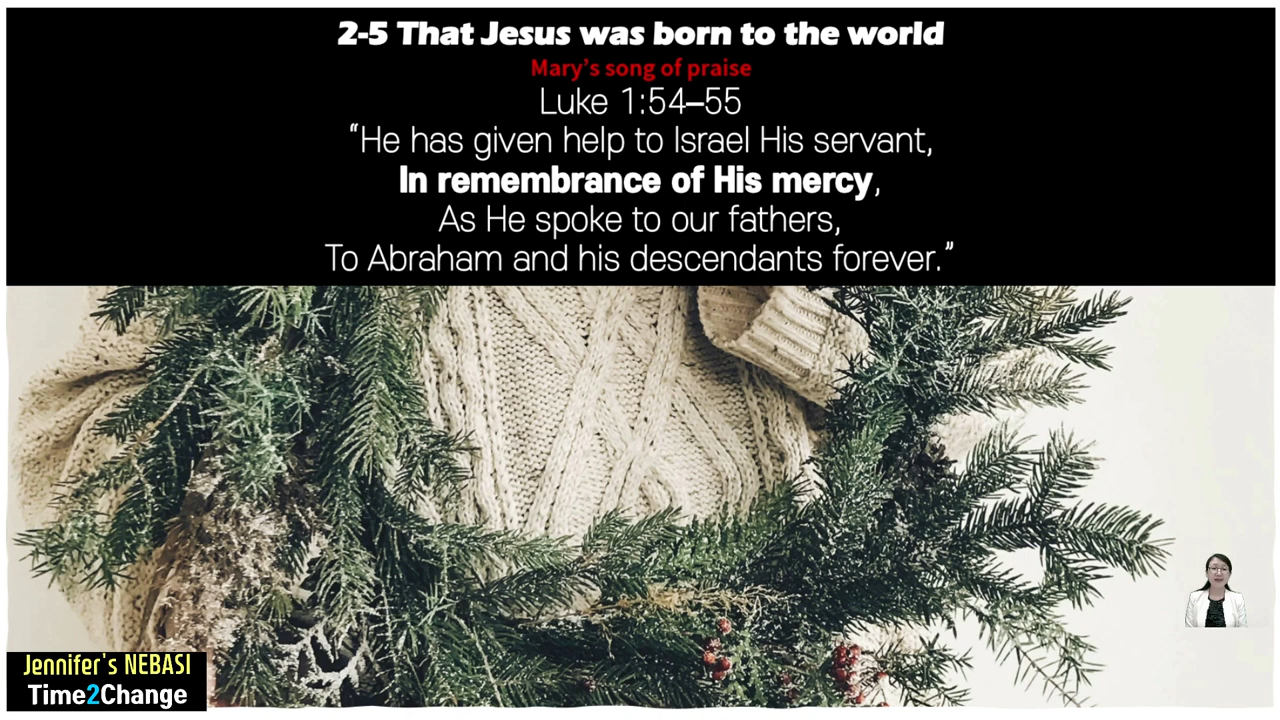 2-5 That Jesus was born to the world
Mary's song of praise
Luke 1:54–55
“He has given help to Israel His servant,
In remembrance of His mercy,
As He spoke to our fathers,
To Abraham and his descendants forever.”
Jennifer's NEBASI
Time2Change